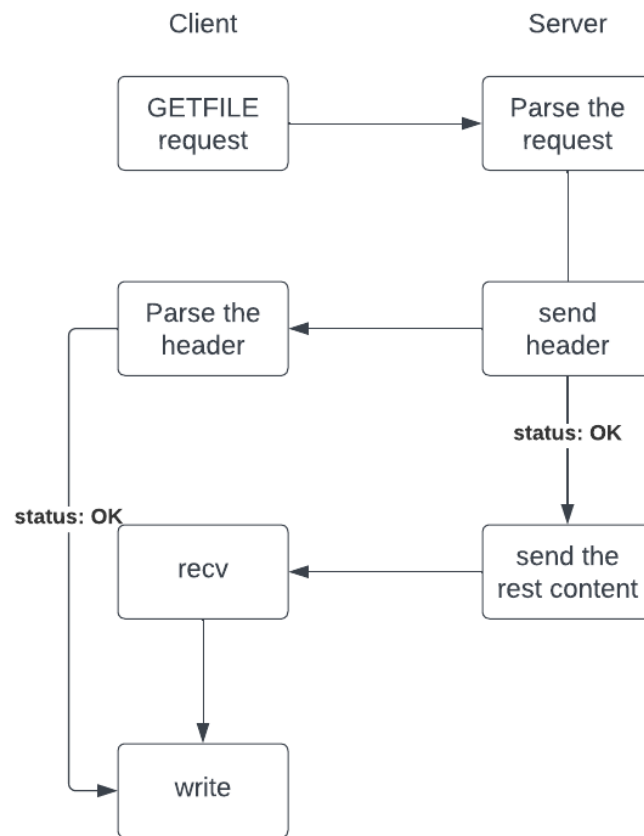 Client
Server
GETFILE
request
Parse the
request
Parse the
header
send
header
status: OK
status: OK
recv
send the
rest content
write